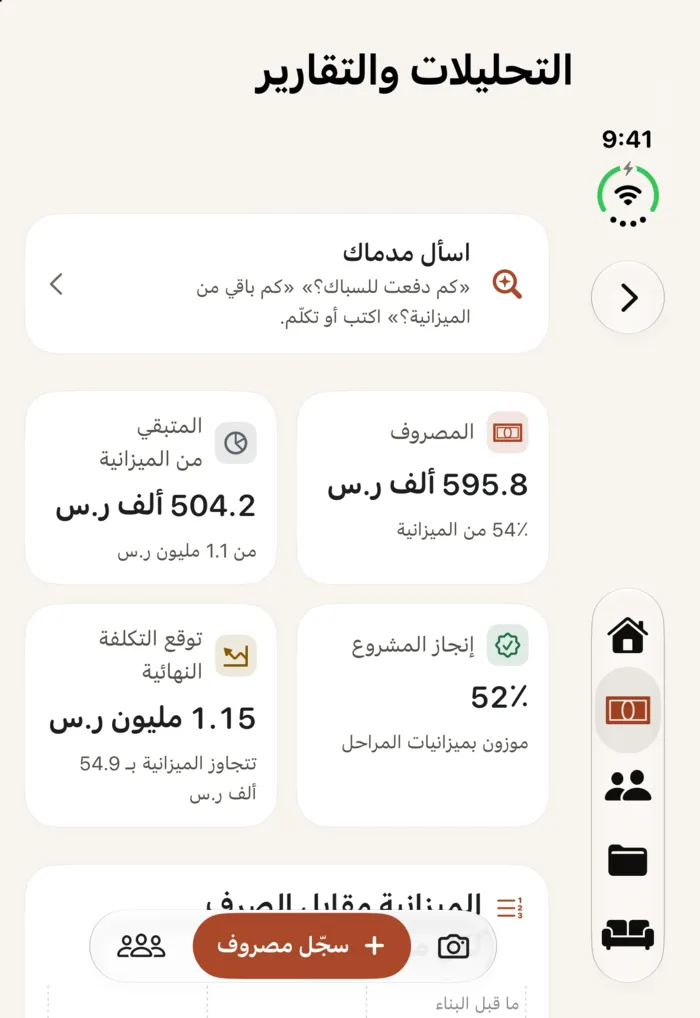 التحليلات والتقارير
9:41
اسأل مدماك
«كم دفعت للسباك؟» «كم باقي من
الميزانية؟» اكتب أو تكلّم.
المصروف
595.8 ألف ر.س
54٪ من الميزانية
المتبقي
من الميزانية
504.2 ألف ر.س
من 1.1 مليون ر.س
إنجاز المشروع
52٪
موزون بميزانيات المراحل
توقع التكلفة
النهائية
1.15 مليون ر.س
تتجاوز الميزانية بـ 54.9
ألف ر.س
الميزانية مقابل الصرف
سجّل مصروف
ما قبل البناء